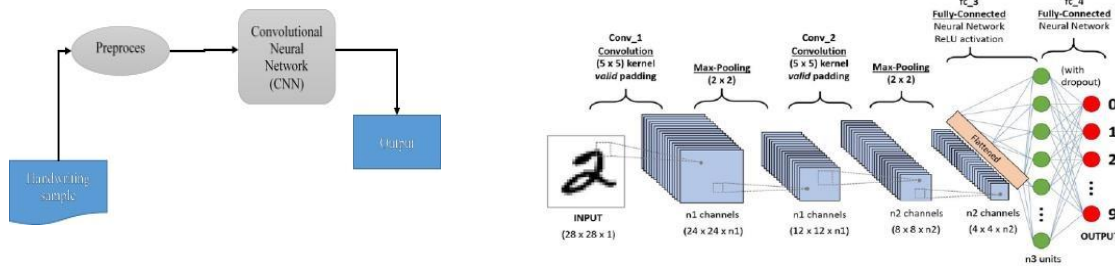 Preproces
Convolutional
Neural
Network
(CNN)
Handwriting
sample
Output
fc_3
Fully-Connected
Neural Network
ReLU activation
fc_4
Fully-Connected
Neural Network
(with
dropout)
Conv_1
Convolution
(5 x 5) kernel
valid padding
Max-Pooling
(2 x 2)
Conv_2
Convolution
(5 x 5) kernel
valid padding
Max-Pooling
(2 x 2)
Flattened
0
1
2
9
INPUT
(28 x 28 x 1)
n1 channels
(24 x 24 x n1)
n1 channels
(12 x 12 x n1)
n2 channels
(8 x 8 x n2)
n2 channels
(4 x 4 x n2)
n3 units
OUTPUT